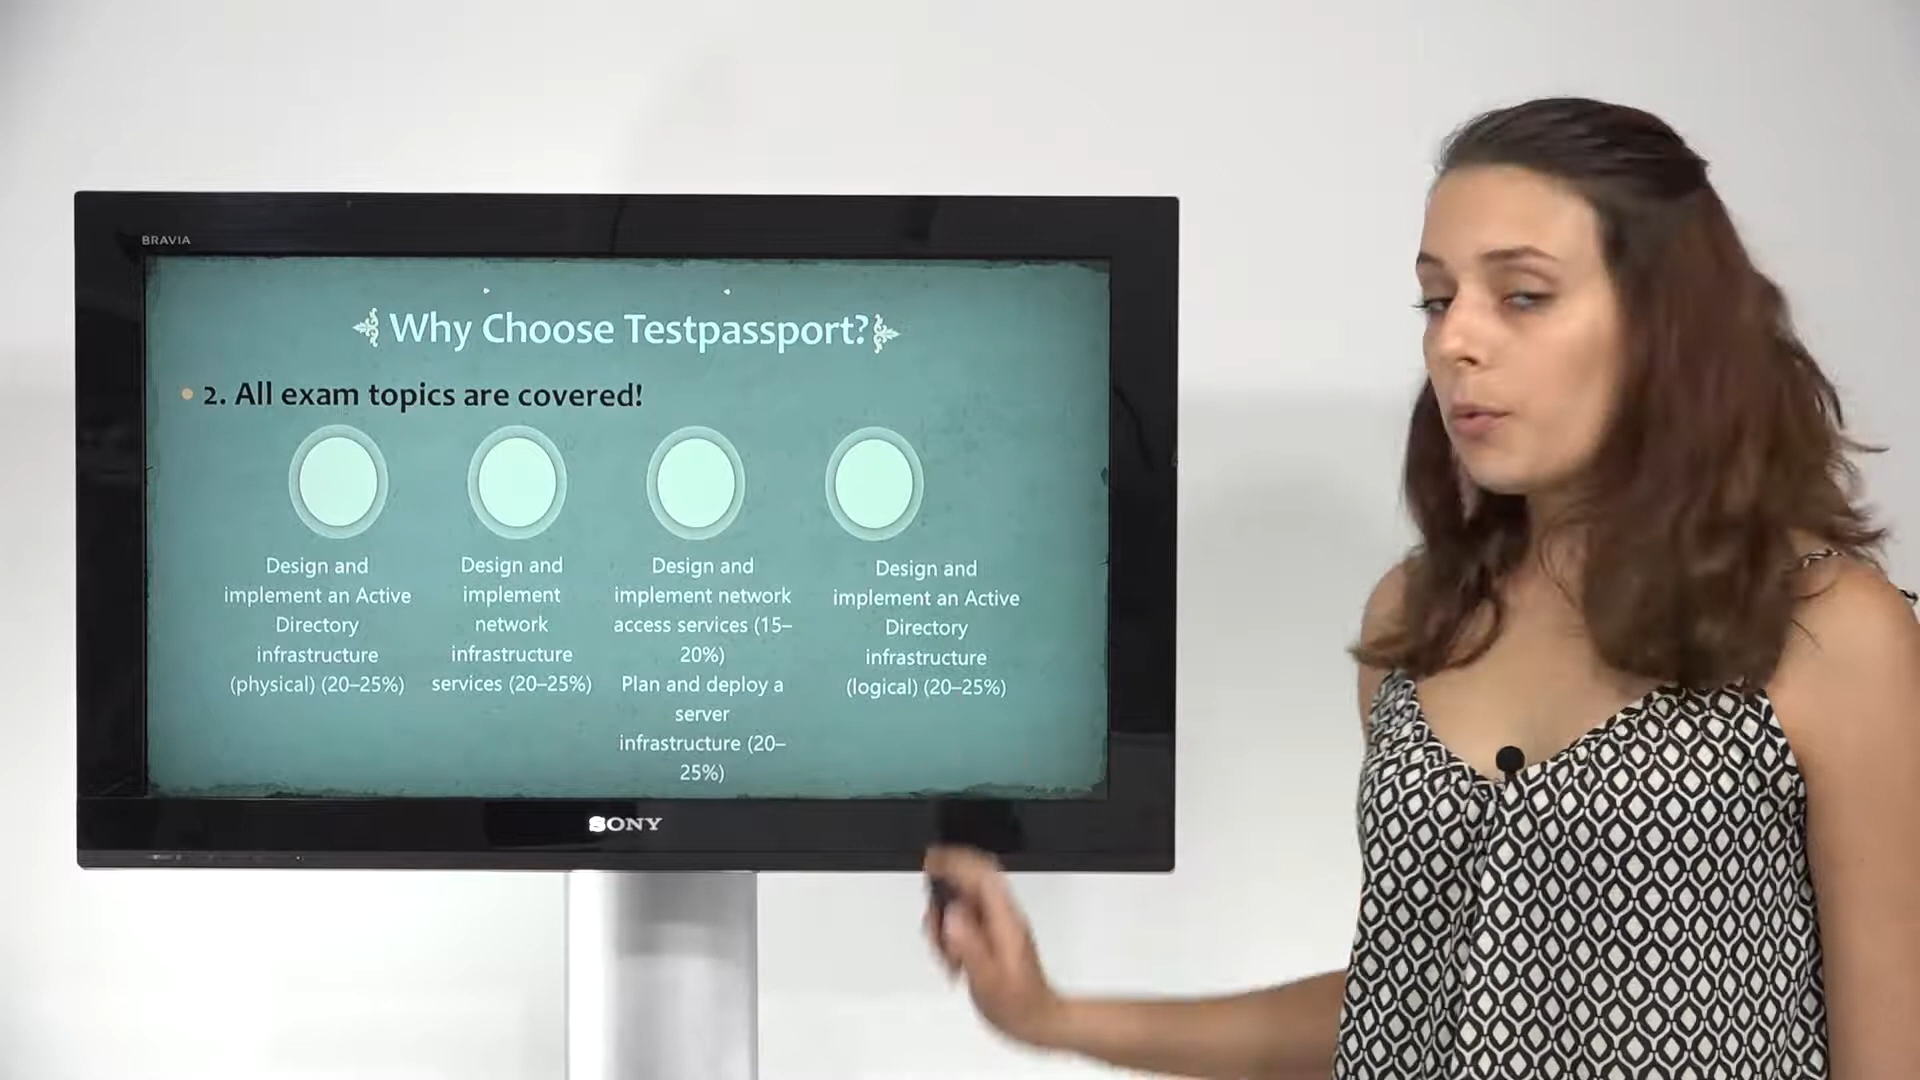 BRAVIA
Why Choose Testpassport?
• 2. All exam topics are covered!
Design and
implement an Active
Directory
infrastructure
(physical) (20–25%)
Design and
implement
network
infrastructure
services (20–25%)
Design and
implement network
access services (15–
20%)
Plan and deploy a
server
infrastructure (20–
25%)
Design and
implement an Active
Directory
infrastructure
(logical) (20–25%)
SONY